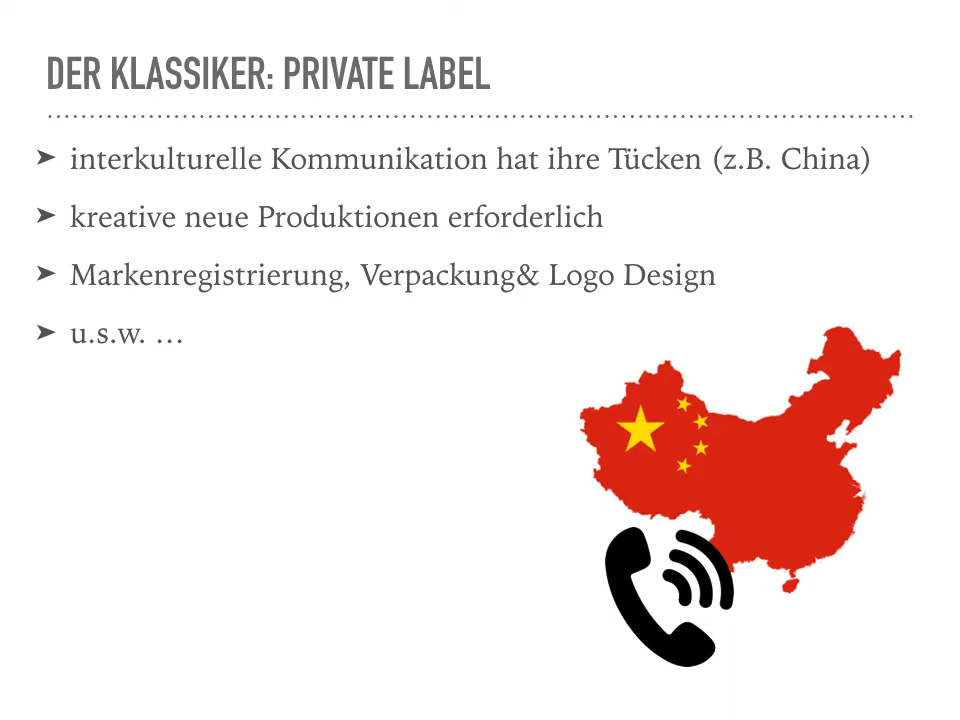 DER KLASSIKER: PRIVATE LABEL
➤ interkulturelle Kommunikation hat ihre Tücken (z.B. China)
➤ kreative neue Produktionen erforderlich
➤ Markenregistrierung, Verpackung& Logo Design
➤ u.s.w. …